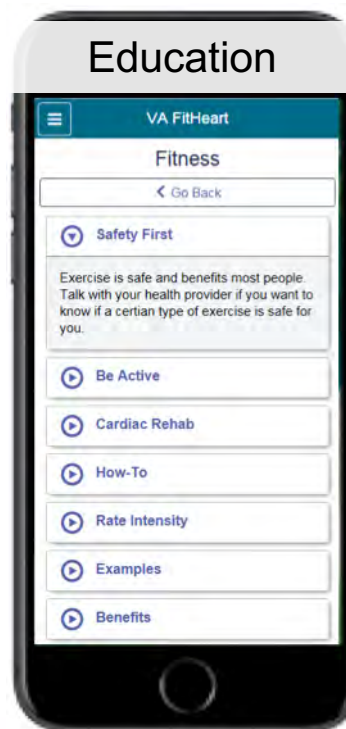 Education
VA FitHeart
Fitness
Go Back
Safety First
Exercise is safe and benefits most people.
Talk with your health provider if you want to
know if a certian type of exercise is safe for
you.
Be Active
Cardiac Rehab
How-To
Rate Intensity
Examples
Benefits